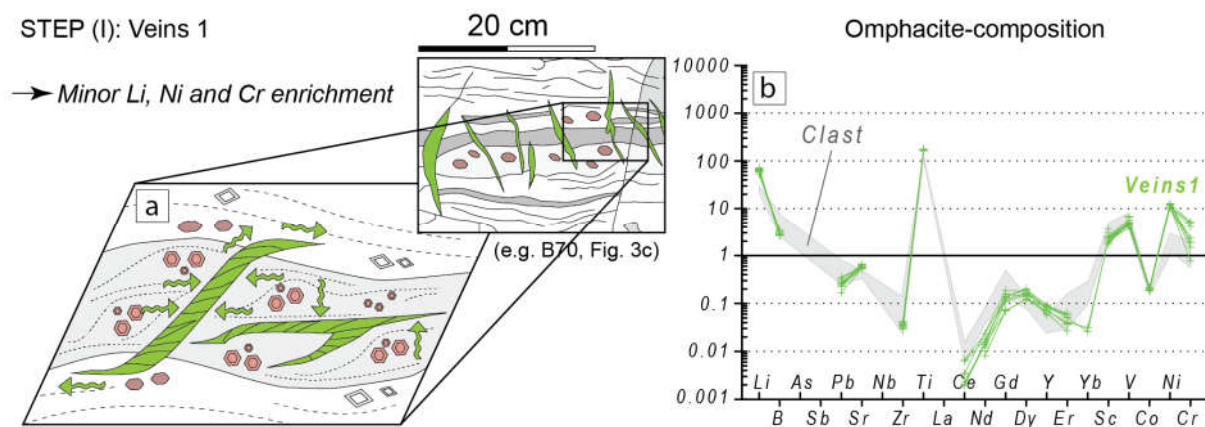 STEP (I): Veins 1
20 cm
Omphacite-composition
→ Minor Li, Ni and Cr enrichment
a
(e.g. B70, Fig. 3c)
b
10000
1000
100
10
1
0.1
0.01
0.001
Clast
Veins1
Li As Pb Nb Ti Ce Gd Y Yb V Ni
B Sb Sr Zr La Nd Dy Er Sc Co Cr